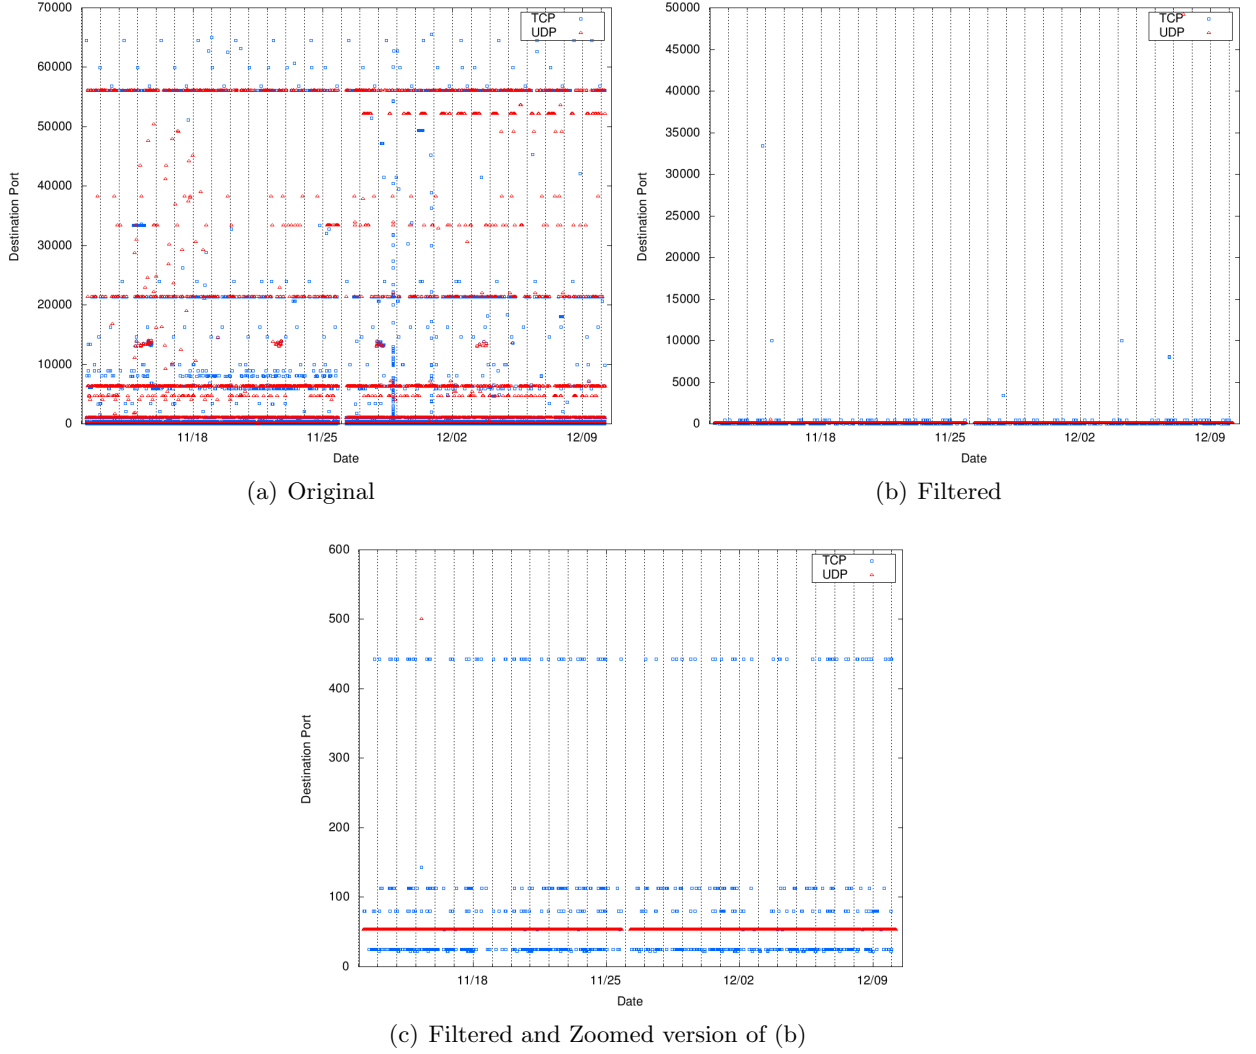 70000
60000
50000
40000
30000
20000
10000
0
Destination Port
TCP
UDP
11/18
11/25
12/02
12/09
Date
(a) Original
50000
45000
40000
35000
30000
25000
20000
15000
10000
5000
0
Destination Port
TCP
UDP
11/18
11/25
12/02
12/09
Date
(b) Filtered
600
500
400
300
200
100
0
Destination Port
TCP
UDP
11/18
11/25
12/02
12/09
Date
(c) Filtered and Zoomed version of (b)